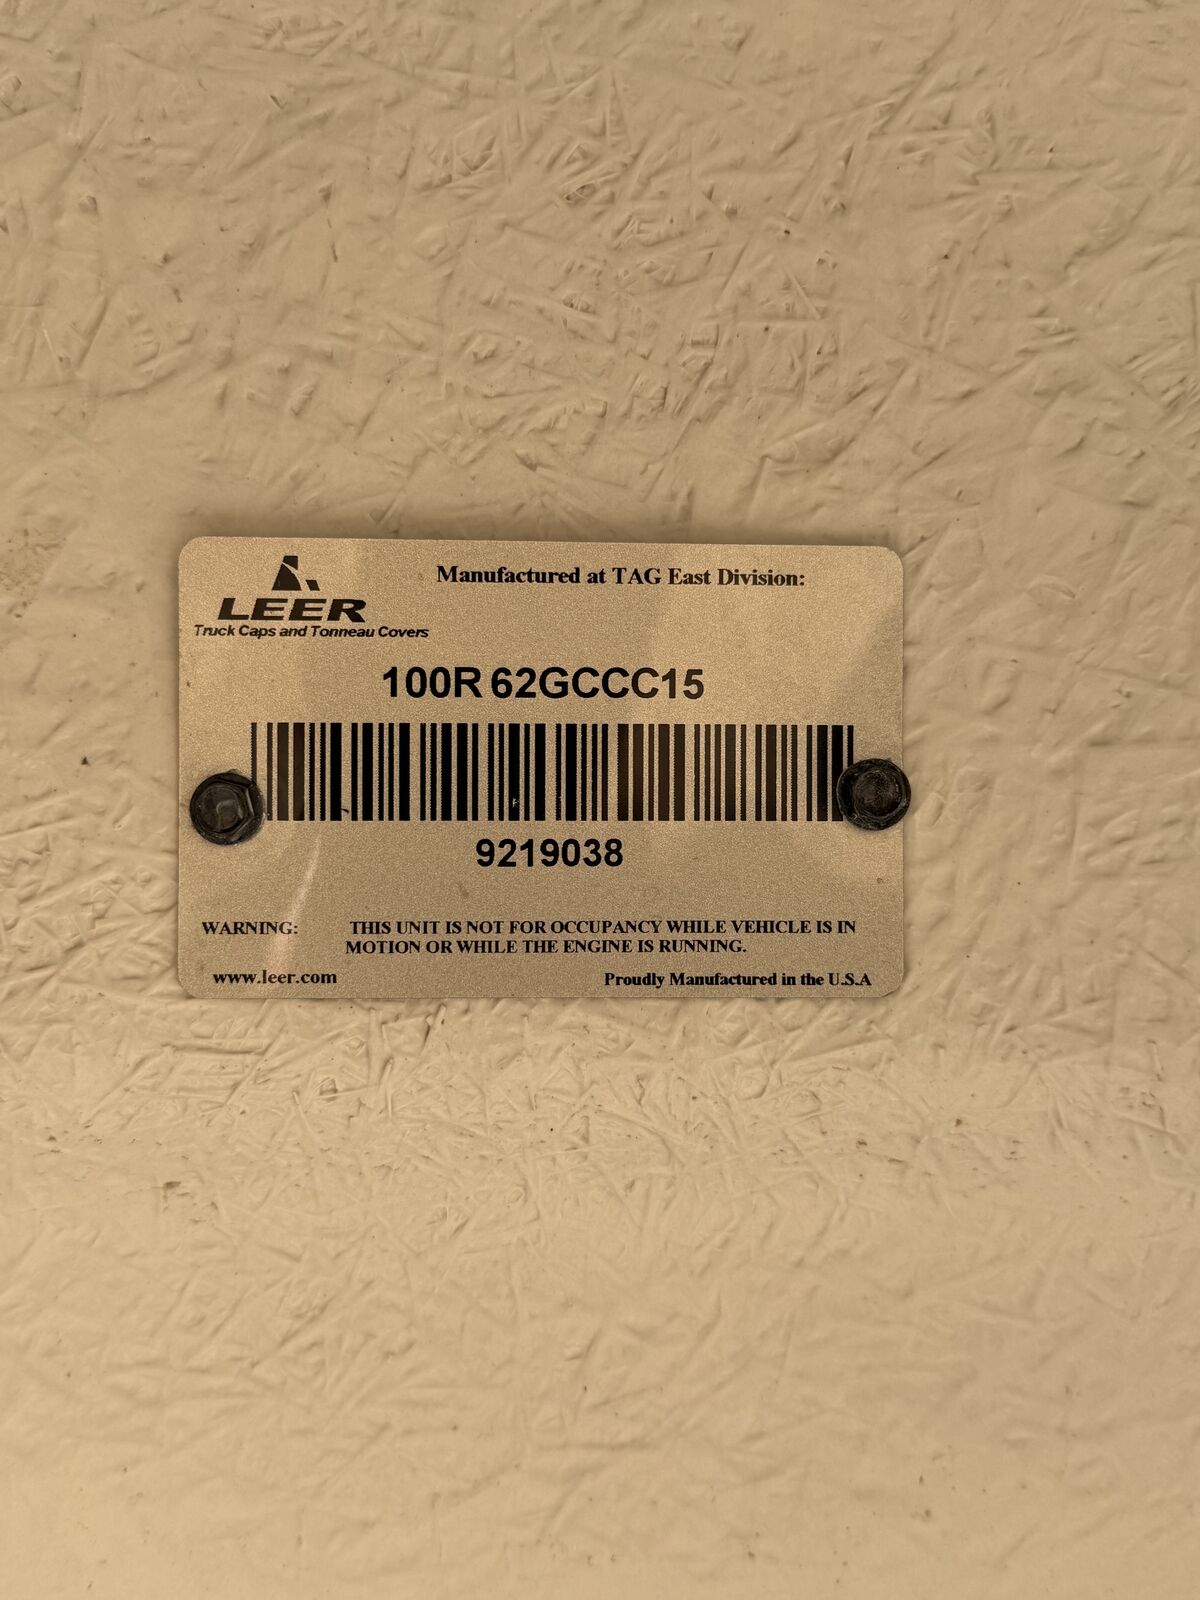 LEER
Truck Caps and Tonneau Covers
Manufactured at TAG East Division:
100R 62GCCC15
9219038
WARNING: THIS UNIT IS NOT FOR OCCUPANCY WHILE VEHICLE IS IN
MOTION OR WHILE THE ENGINE IS RUNNING.
www.leer.com Proudly Manufactured in the U.S.A